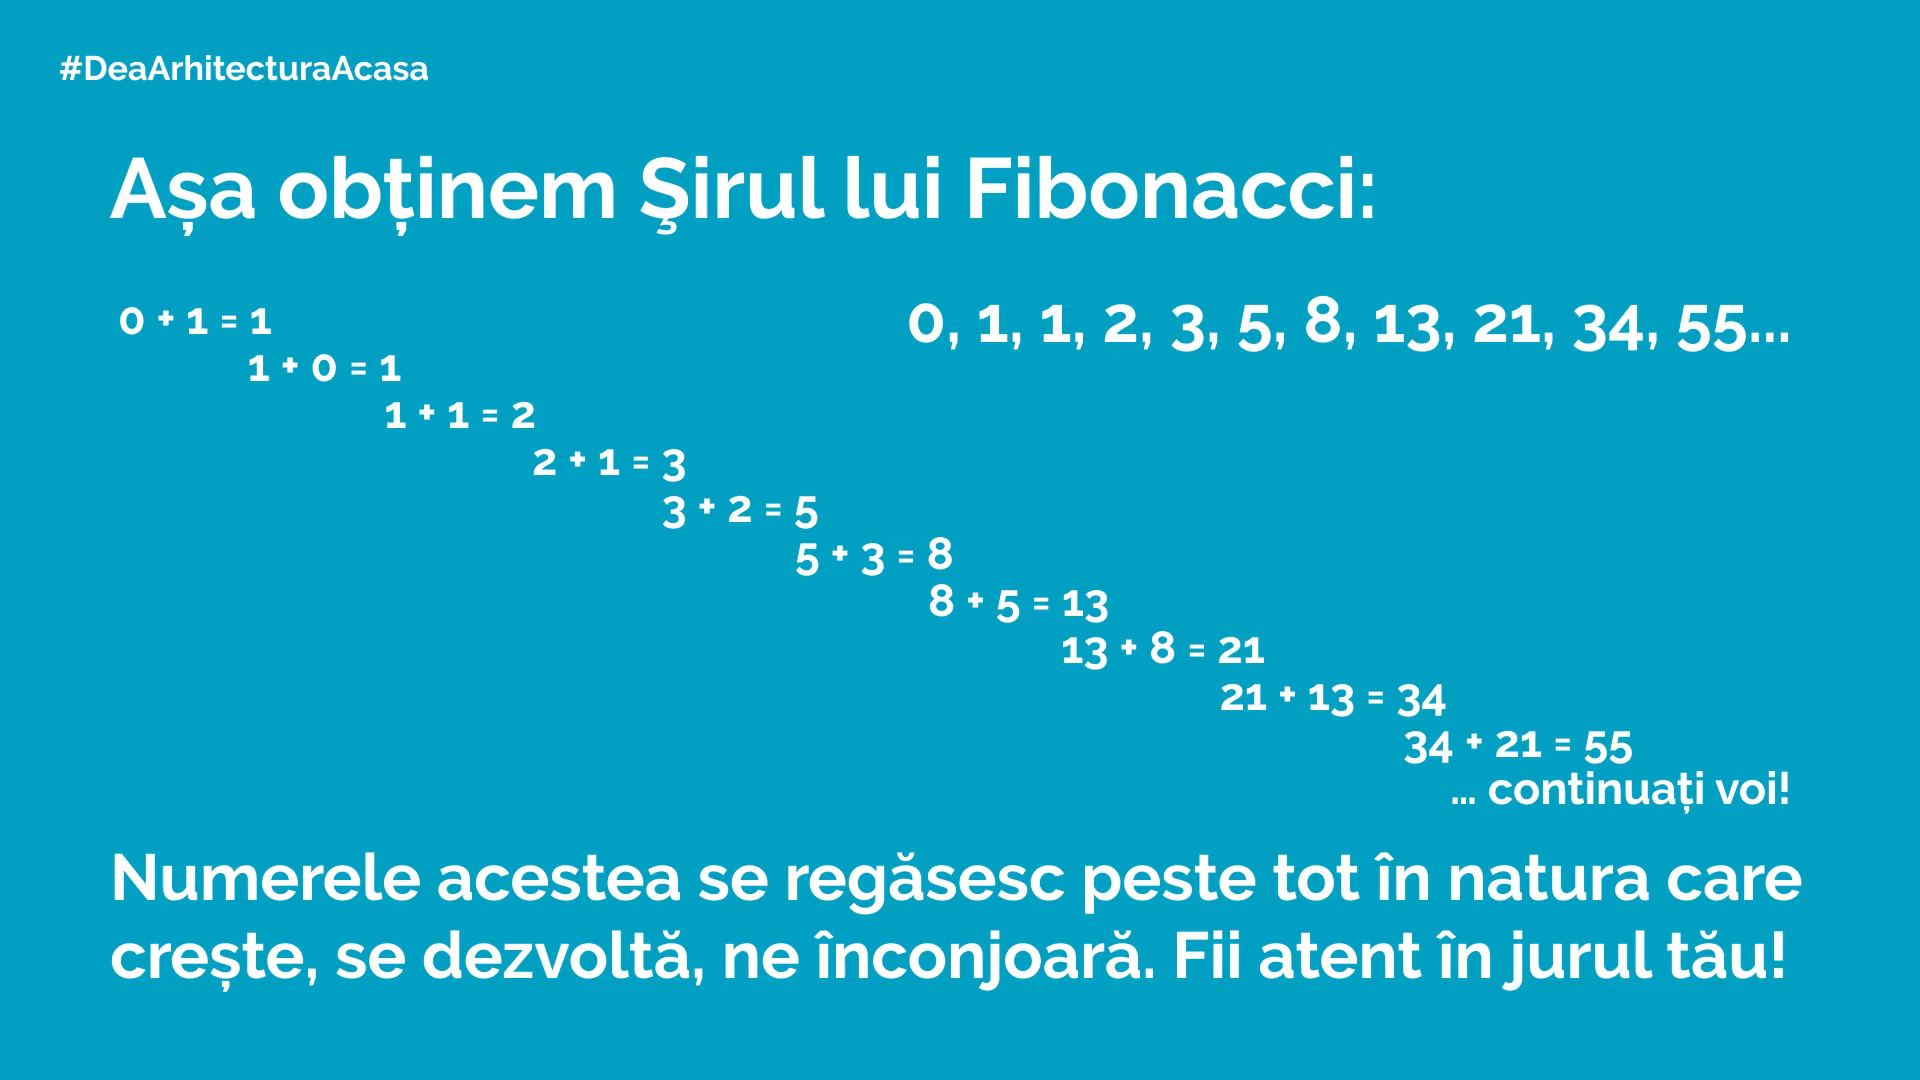 #DeaArhitecturaAcasa
Așa obținem Şirul lui Fibonacci:
0, 1, 1, 2, 3, 5, 8, 13, 21, 34, 55...
0 + 1 = 1
1 + 0 = 1
1 + 1 = 2
2 + 1 = 3
3 + 2 = 5
5 + 3 = 8
8 + 5 = 13
13 + 8 = 21
21 + 13 = 34
34 + 21 = 55
... continuați voi!
Numerele acestea se regăsesc peste tot în natura care
crește, se dezvoltă, ne înconjoară. Fii atent în jurul tău!